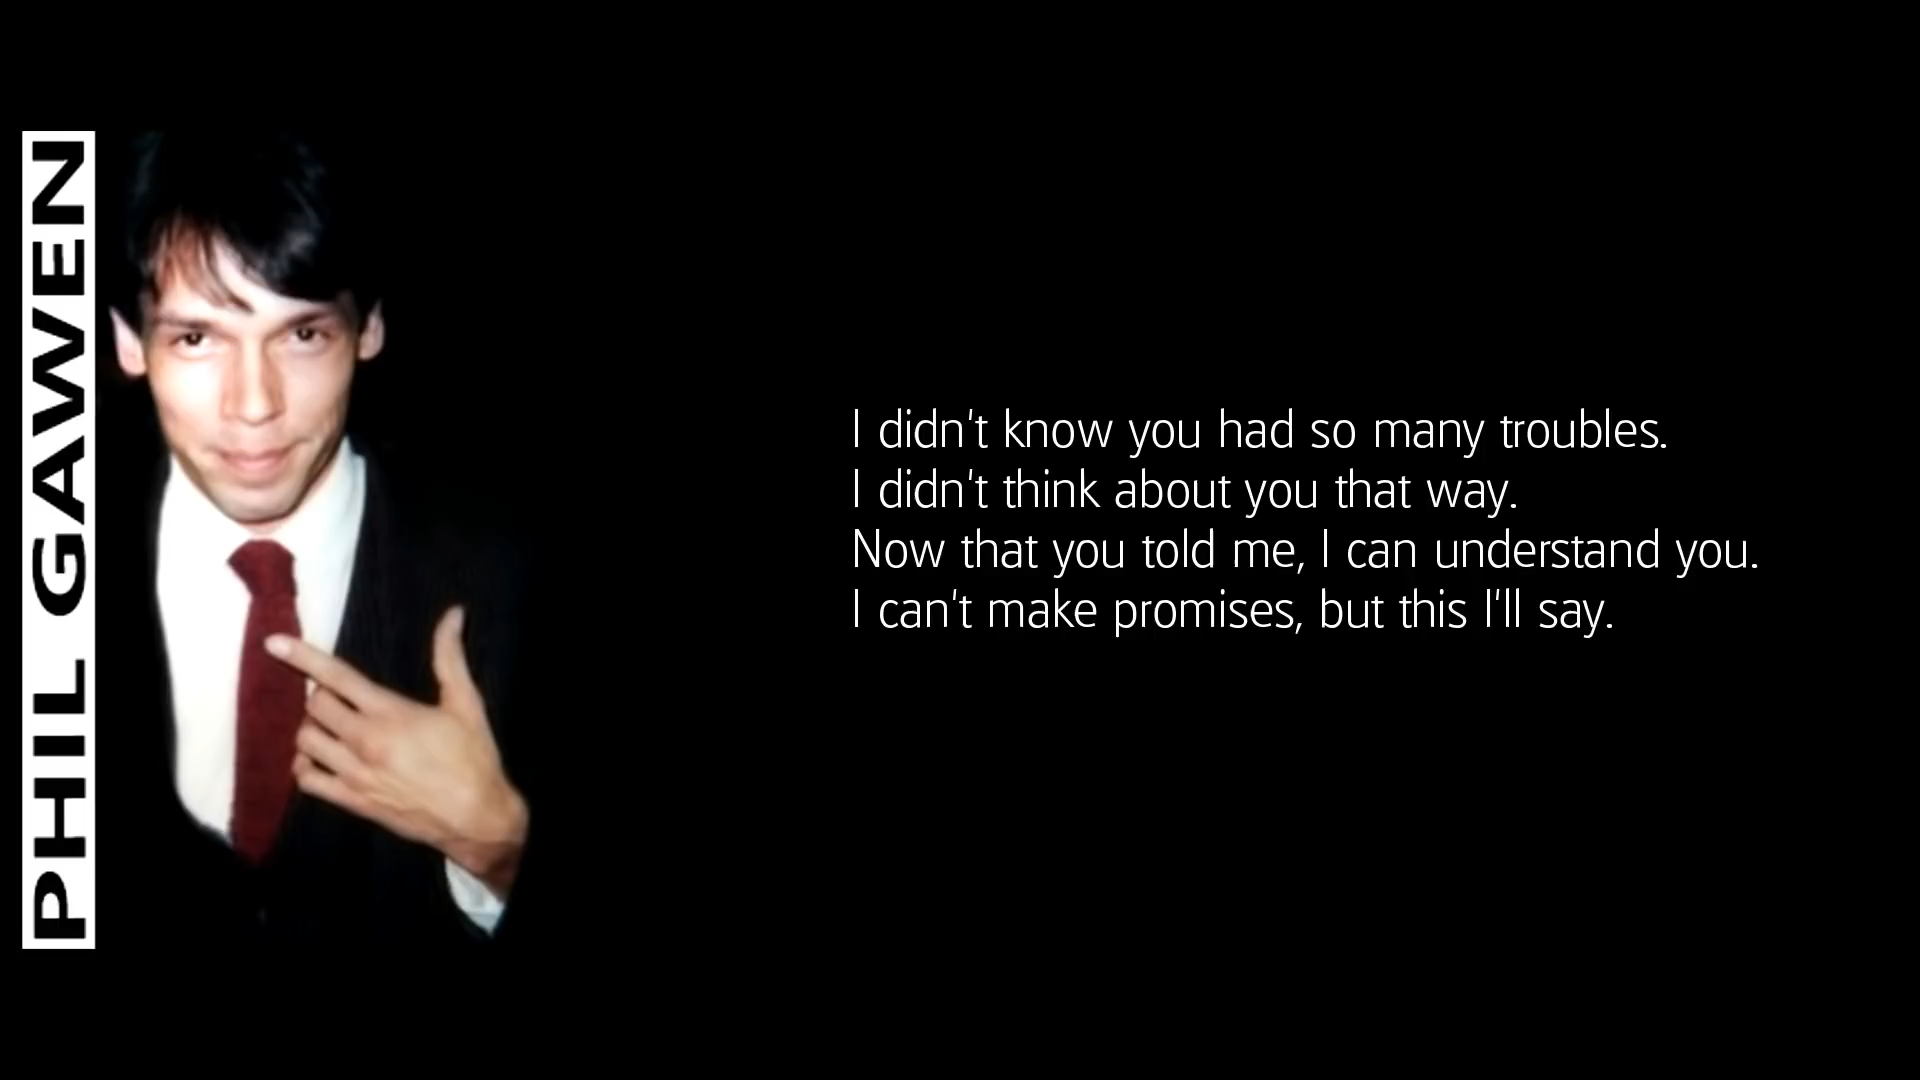 PHIL GAWEN
I didn't know you had so many troubles.
I didn't think about you that way.
Now that you told me, I can understand you.
I can't make promises, but this I'll say.